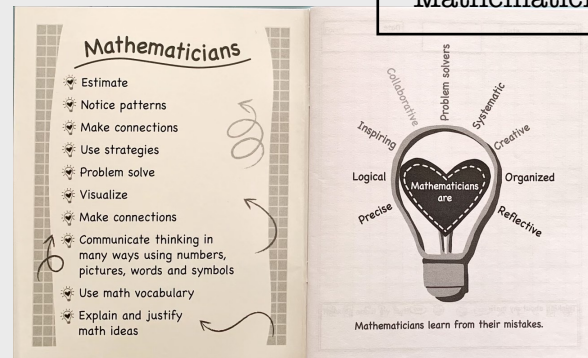 Mathematicians
Estimate
Notice patterns
Make connections
Use strategies
Problem solve
Visualize
Make connections
Communicate thinking in
many ways using numbers,
pictures, words and symbols
Use math vocabulary
Explain and justify
math ideas
Precise
Logical
Inspiring
Collaborative
Problem solvers
Systematic
Creative
Organized
Reflective
Mathematicians
are
Mathematicians learn from their mistakes.